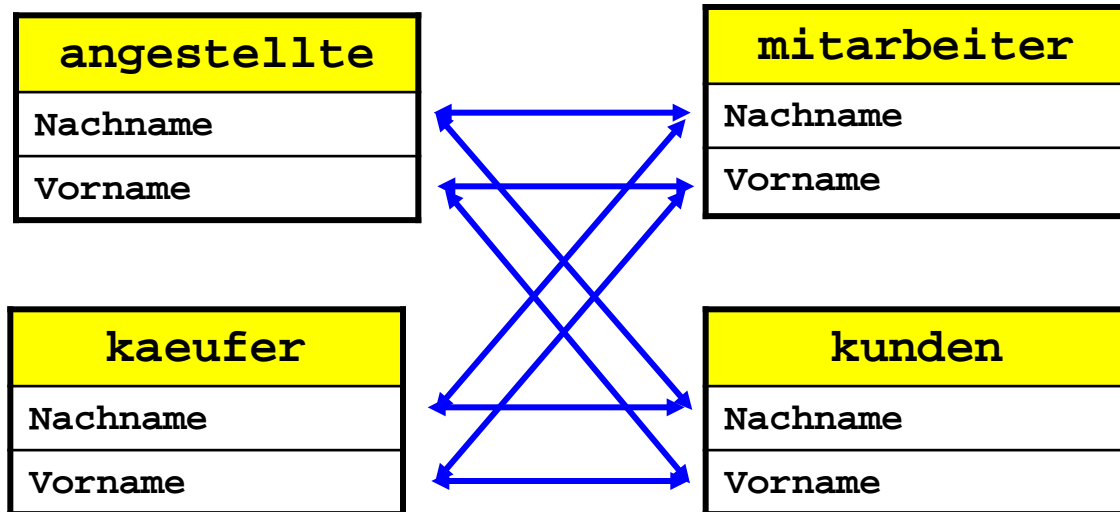 angestellte
Nachname
Vorname
mitarbeiter
Nachname
Vorname
kaeufer
Nachname
Vorname
kunden
Nachname
Vorname